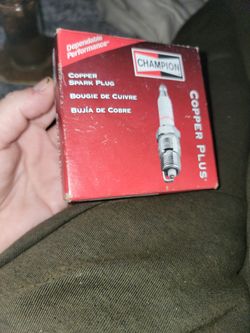 Dependable
Performance
CHAMPION
COPPER
SPARK PLUG
BOUGIE DE CUIVRE
BUJÍA DE COBRE
COPPER PLUS